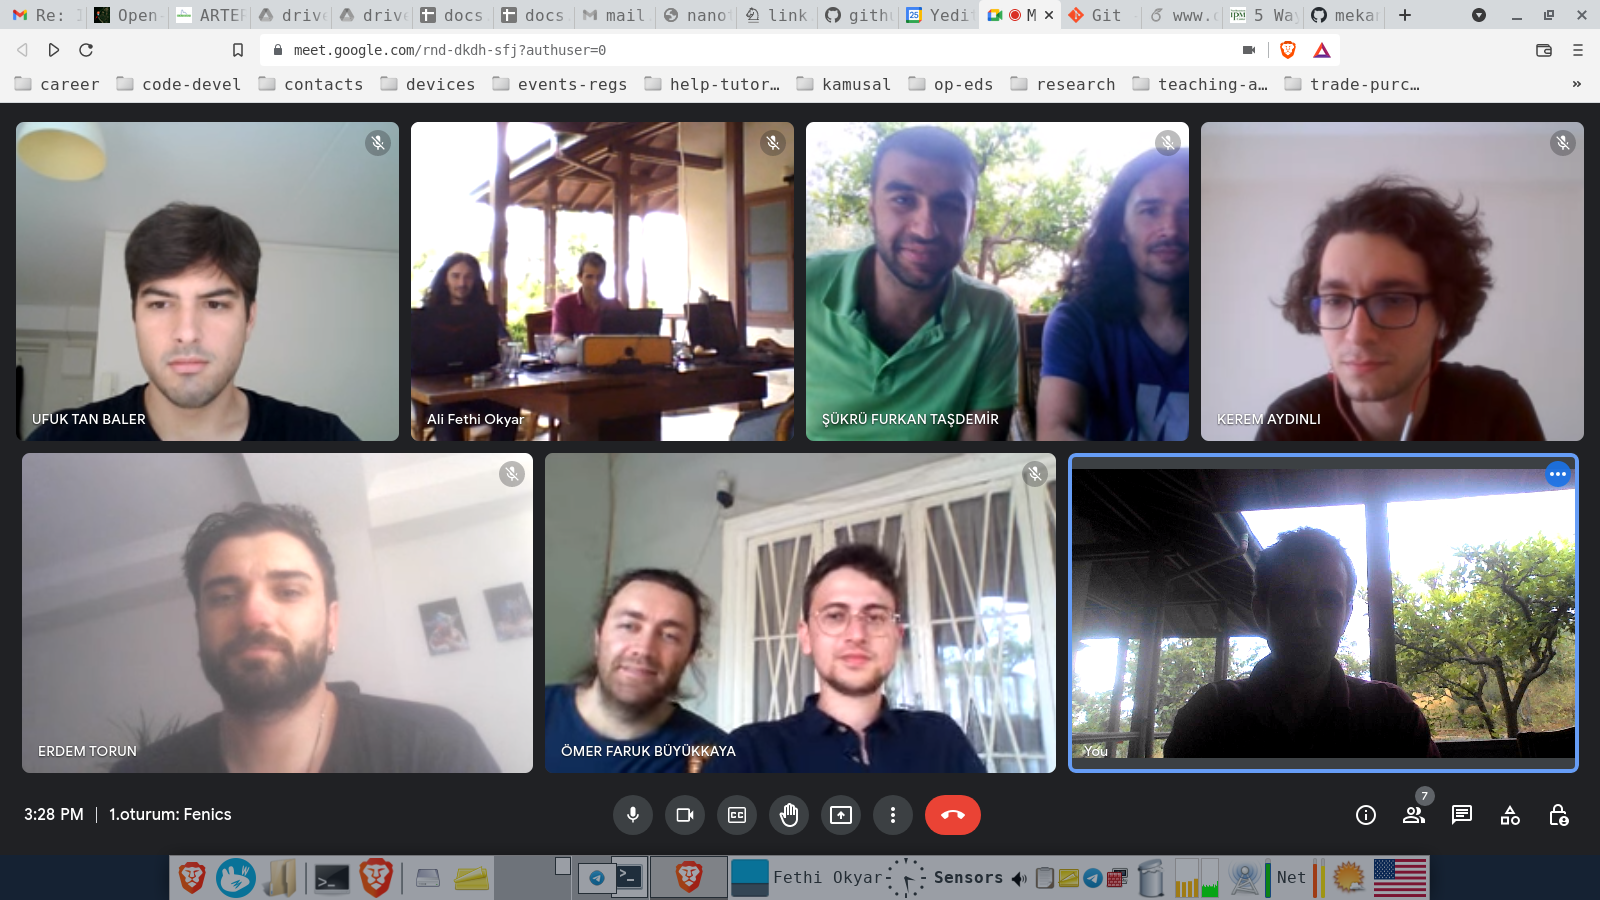 Re:
Open
ARTE
drive
drive
docs
docs
mail
nano
link
gith
Yedi
M
Git
www.
5 Way
mekar
meet.google.com/rnd-dkdh-sfj?authuser=0
career
code-devel
contacts
devices
events-regs
help-tutor…
kamusal
op-eds
research
teaching-a…
trade-purc…
»
UFUK TAN BALER
Ali Fethi Okyar
ŞÜKRÜ FURKAN TAŞDEMİR
KEREM AYDINLI
ERDEM TORUN
ÖMER FARUK BÜYÜKKAYA
You
3:28 PM | 1.oturum: Fenics
CC
7
Fethi Okyar
Sensors
Net